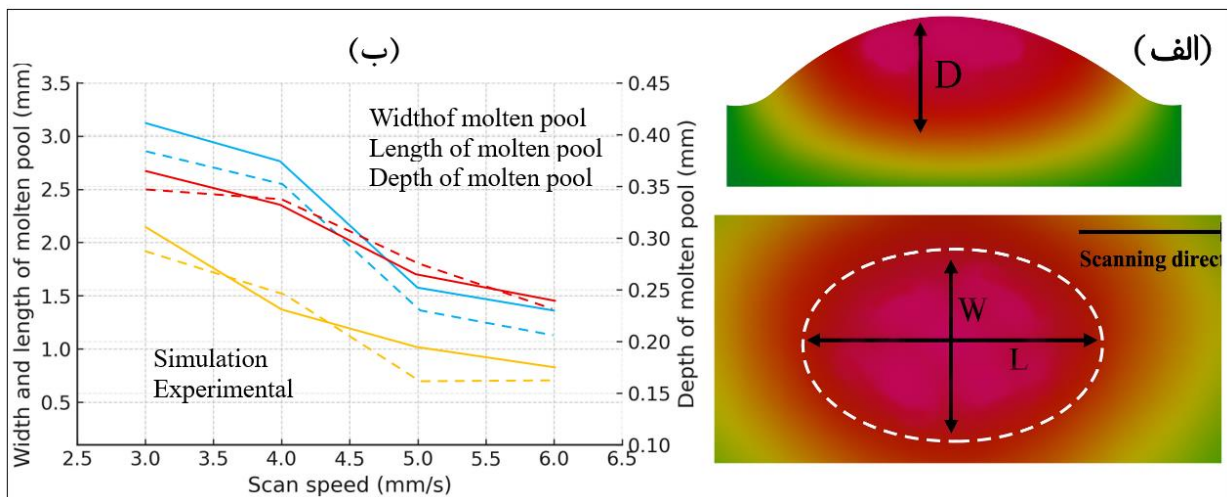 (ب)
Width and length of molten pool (mm)
3.5
3.0
2.5
2.0
1.5
1.0
0.5
Widthof molten pool
Length of molten pool
Depth of molten pool
Simulation
Experimental
0.45
0.40
0.35
0.30
0.25
0.20
0.15
0.10
Depth of molten pool (mm)
2.5 3.0 3.5 4.0 4.5 5.0 5.5 6.0 6.5
Scan speed (mm/s)
(الف)
D
Scanning direct
W
L